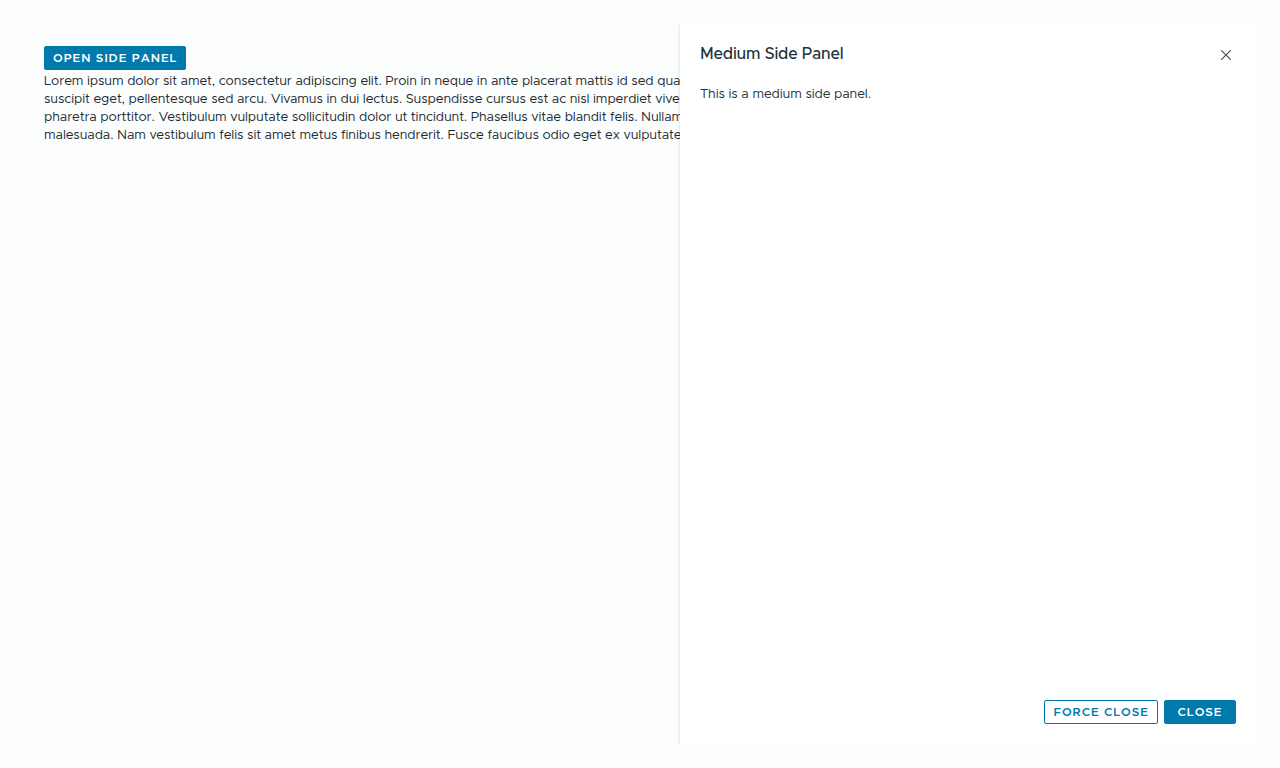 OPEN SIDE PANEL
Lorem ipsum dolor sit amet, consectetur adipiscing elit. Proin in neque in ante placerat mattis id sed
suscipit eget, pellentesque sed arcu. Vivamus in dui lectus. Suspendisse cursus est ac nisl imperdiet
pharetra porttitor. Vestibulum vulputate sollicitudin dolor ut tincidunt. Phasellus vitae blandit felis. Nullam
malesuada. Nam vestibulum felis sit amet metus finibus hendrerit. Fusce faucibus odio eget ex vulputate
Medium Side Panel
This is a medium side panel.
FORCE CLOSE
CLOSE